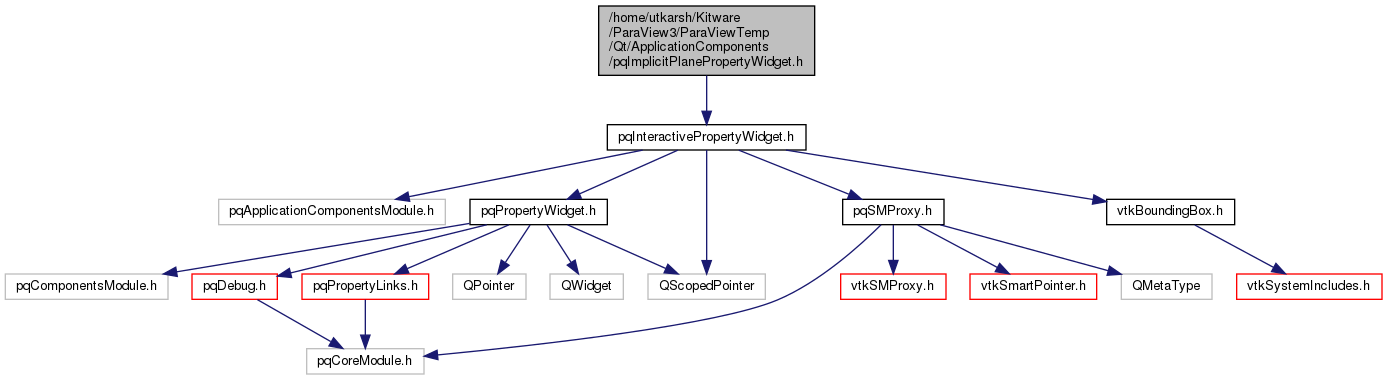 /home/utkarsh/Kitware
/ParaView3/ParaViewTemp
/Qt/ApplicationComponents
/pqImplicitPlanePropertyWidget.h
pqInteractivePropertyWidget.h
pqApplicationComponentsModule.h
pqPropertyWidget.h
pqSMProxy.h
vtkBoundingBox.h
pqComponentsModule.h
pqDebug.h
pqPropertyLinks.h
QPointer
QWidget
QScopedPointer
vtkSMProxy.h
vtkSmartPointer.h
QMetaType
vtkSystemIncludes.h
pqCoreModule.h